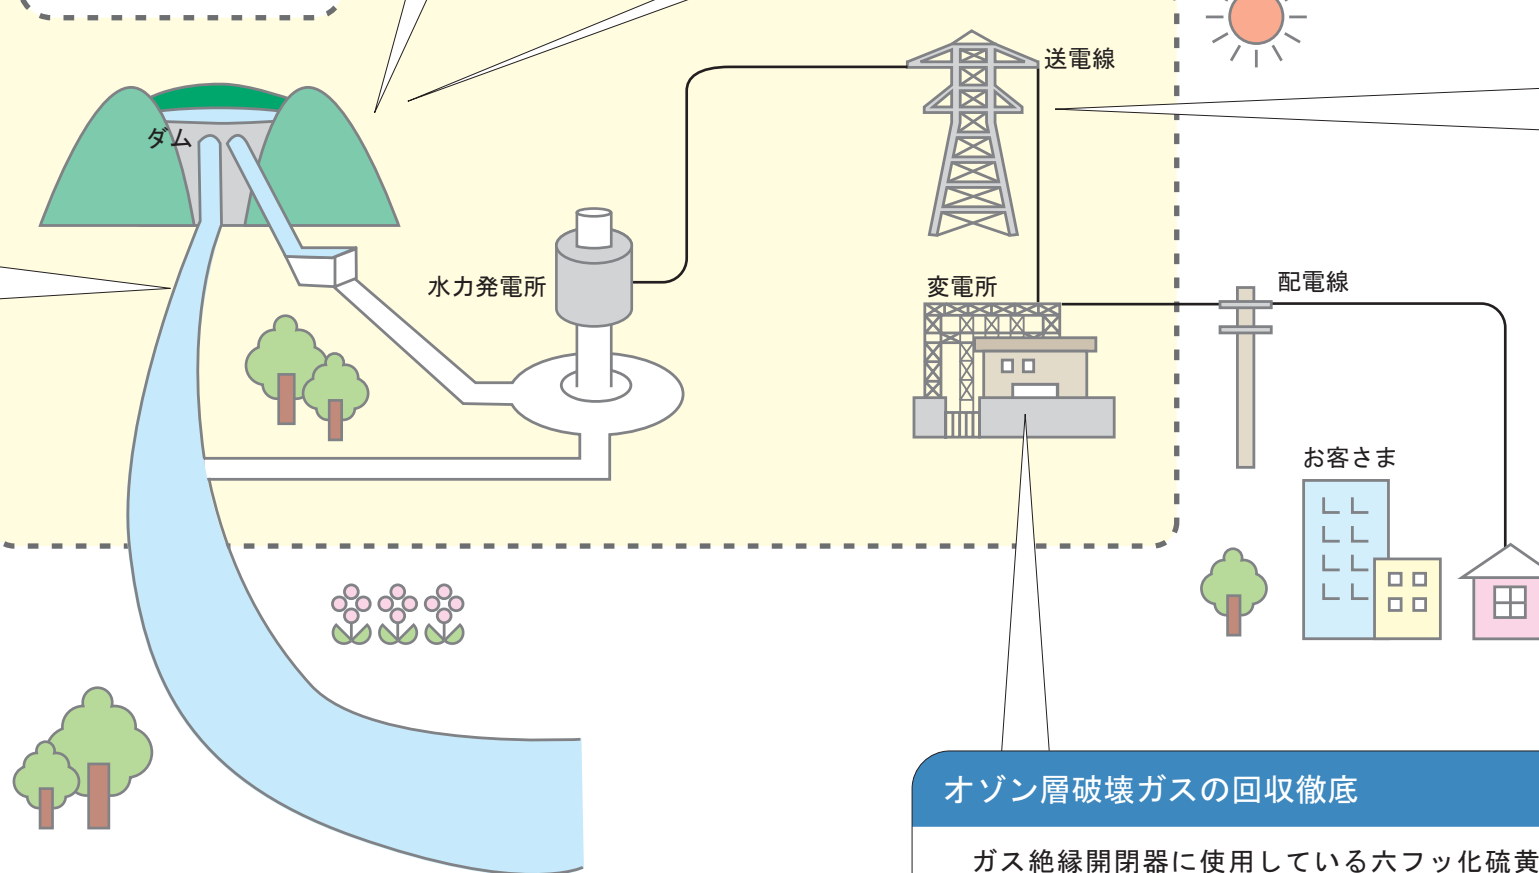 送電線
ダム
水力発電所
変電所
配電線
お客さま
オゾン層破壊ガスの回収徹底
ガス絶縁開閉器に使用している六フッ化硫黄